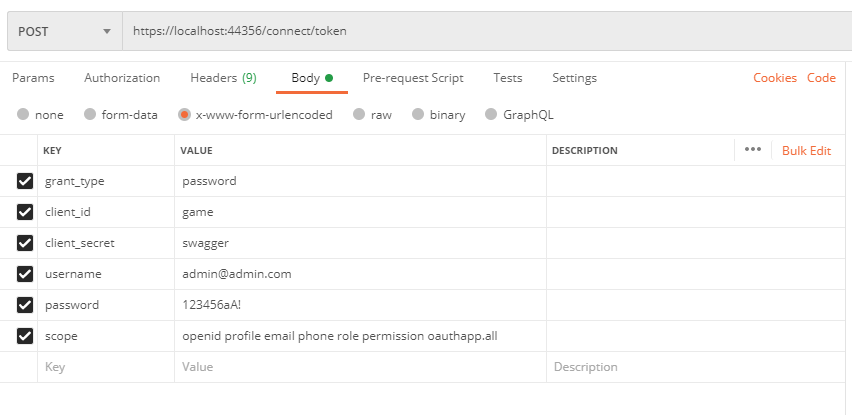 POST https://localhost:44356/connect/token
Params Authorization Headers (9) Body Pre-request Script Tests Settings Cookies Code
none form-data x-www-form-urlencoded raw binary GraphQL
KEY VALUE DESCRIPTION ••• Bulk Edit
grant_type password
client_id game
client_secret swagger
username admin@admin.com
password 123456aA!
scope openid profile email phone role permission oauthapp.all
Key Value Description